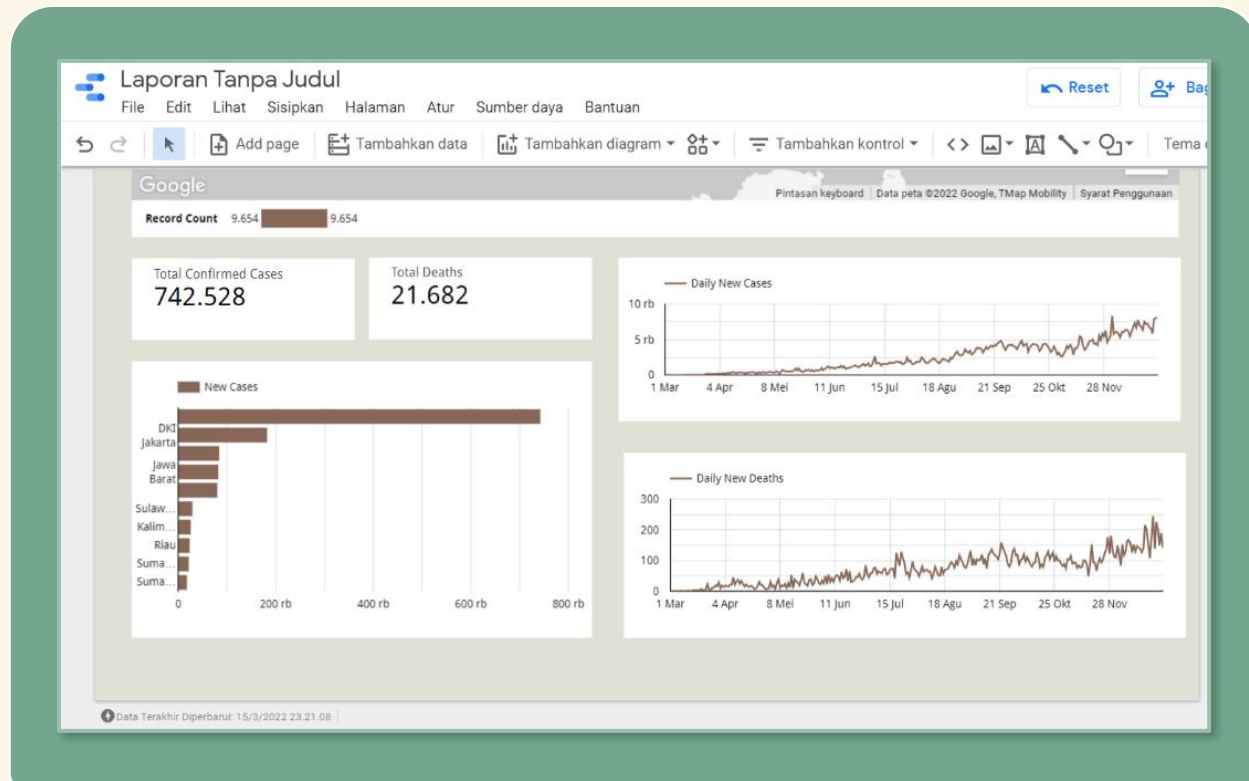 Laporan Tanpa Judul
File Edit Lihat Sisipkan Halaman Atur Sumber daya Bantuan
Reset
Bag
Add page Tambahkan data Tambahkan diagram Tambahkan kontrol Tema
Google
Pintasan keyboard Data peta ©2022 Google, TMap Mobility Syarat Penggunaan
Record Count 9.654 9.654
Total Confirmed Cases
742.528
Total Deaths
21.682
Daily New Cases
10 rb
5 rb
0
1 Mar 4 Apr 8 Mei 11 Jun 15 Jul 18 Agu 21 Sep 25 Okt 28 Nov
New Cases
DKI
Jakarta
Jawa
Barat
Sulaw...
Kalim...
Riau
Suma...
Suma...
0 200 rb 400 rb 600 rb 800 rb
Daily New Deaths
300
200
100
0
1 Mar 4 Apr 8 Mei 11 Jun 15 Jul 18 Agu 21 Sep 25 Okt 28 Nov
Data Terakhir Diperbarui: 15/3/2022 23.21.08